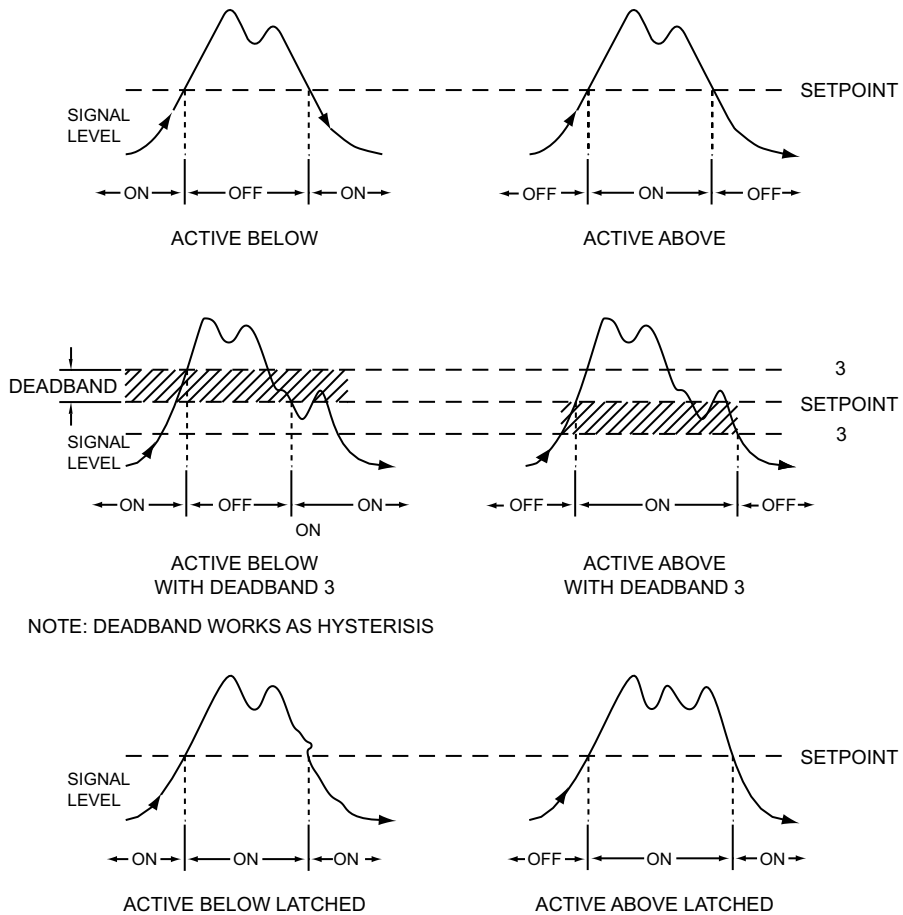 SETPOINT
SIGNAL
LEVEL
ON OFF ON
OFF ON OFF
ACTIVE BELOW
ACTIVE ABOVE
3
DEADBAND
SETPOINT
SIGNAL
LEVEL
3
ON OFF ON
ON
OFF ON OFF
ACTIVE BELOW
WITH DEADBAND 3
ACTIVE ABOVE
WITH DEADBAND 3
NOTE: DEADBAND WORKS AS HYSTERISIS
SETPOINT
SIGNAL
LEVEL
ON ON ON
OFF ON ON
ACTIVE BELOW LATCHED
ACTIVE ABOVE LATCHED